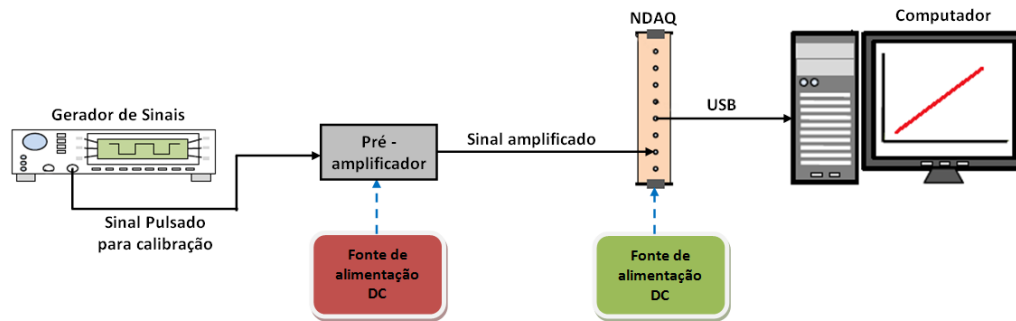 NDAQ
Computador
Gerador de Sinais
USB
Pré -
amplificador
Sinal amplificado
Sinal Pulsado
para calibração
Fonte de
alimentação
DC
Fonte de
alimentação
DC